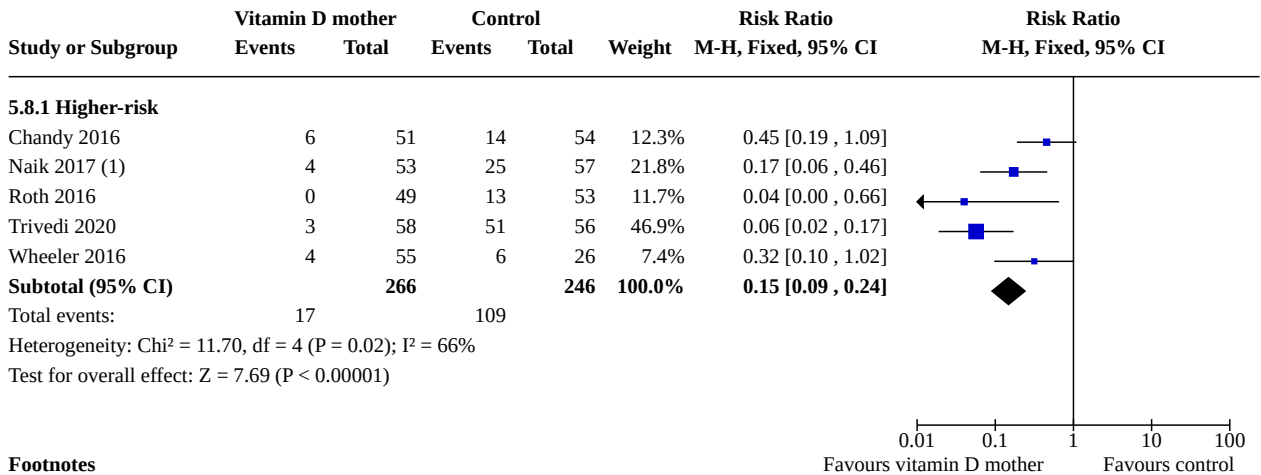 Vitamin D mother Control Risk Ratio Risk Ratio
Study or Subgroup Events Total Events Total Weight M-H, Fixed, 95% CI M-H, Fixed, 95% CI
5.8.1 Higher-risk
Chandy 2016 6 51 14 54 12.3% 0.45 [0.19 , 1.09]
Naik 2017 (1) 4 53 25 57 21.8% 0.17 [0.06 , 0.46]
Roth 2016 0 49 13 53 11.7% 0.04 [0.00 , 0.66]
Trivedi 2020 3 58 51 56 46.9% 0.06 [0.02 , 0.17]
Wheeler 2016 4 55 6 26 7.4% 0.32 [0.10 , 1.02]
Subtotal (95% CI) 266 246 100.0% 0.15 [0.09 , 0.24]
Total events: 17 109
Heterogeneity: Chi² = 11.70, df = 4 (P = 0.02); I² = 66%
Test for overall effect: Z = 7.69 (P < 0.00001)
0.01 0.1 1 10 100
Footnotes Favours vitamin D mother Favours control